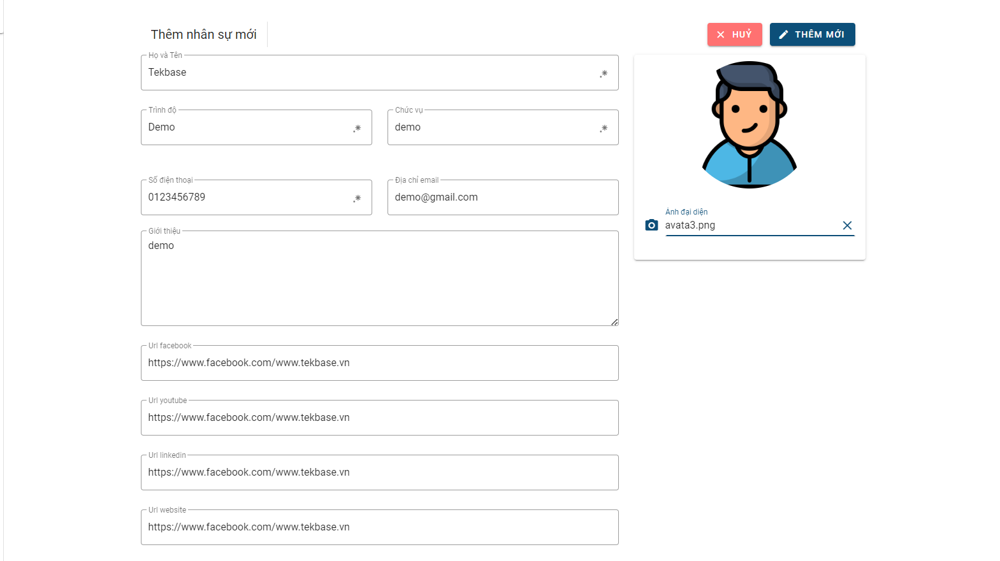 Thêm nhân sự mới
HUỶ
THÊM MỚI
Họ và Tên
Tekbase
.*
Trình độ
Demo
.*
Chức vụ
demo
.*
Số điện thoại
0123456789
.*
Địa chỉ email
demo@gmail.com
Giới thiệu
demo
Url facebook
https://www.facebook.com/www.tekbase.vn
Url youtube
https://www.facebook.com/www.tekbase.vn
Url linkedin
https://www.facebook.com/www.tekbase.vn
Url website
https://www.facebook.com/www.tekbase.vn
Ảnh đại diện
avata3.png